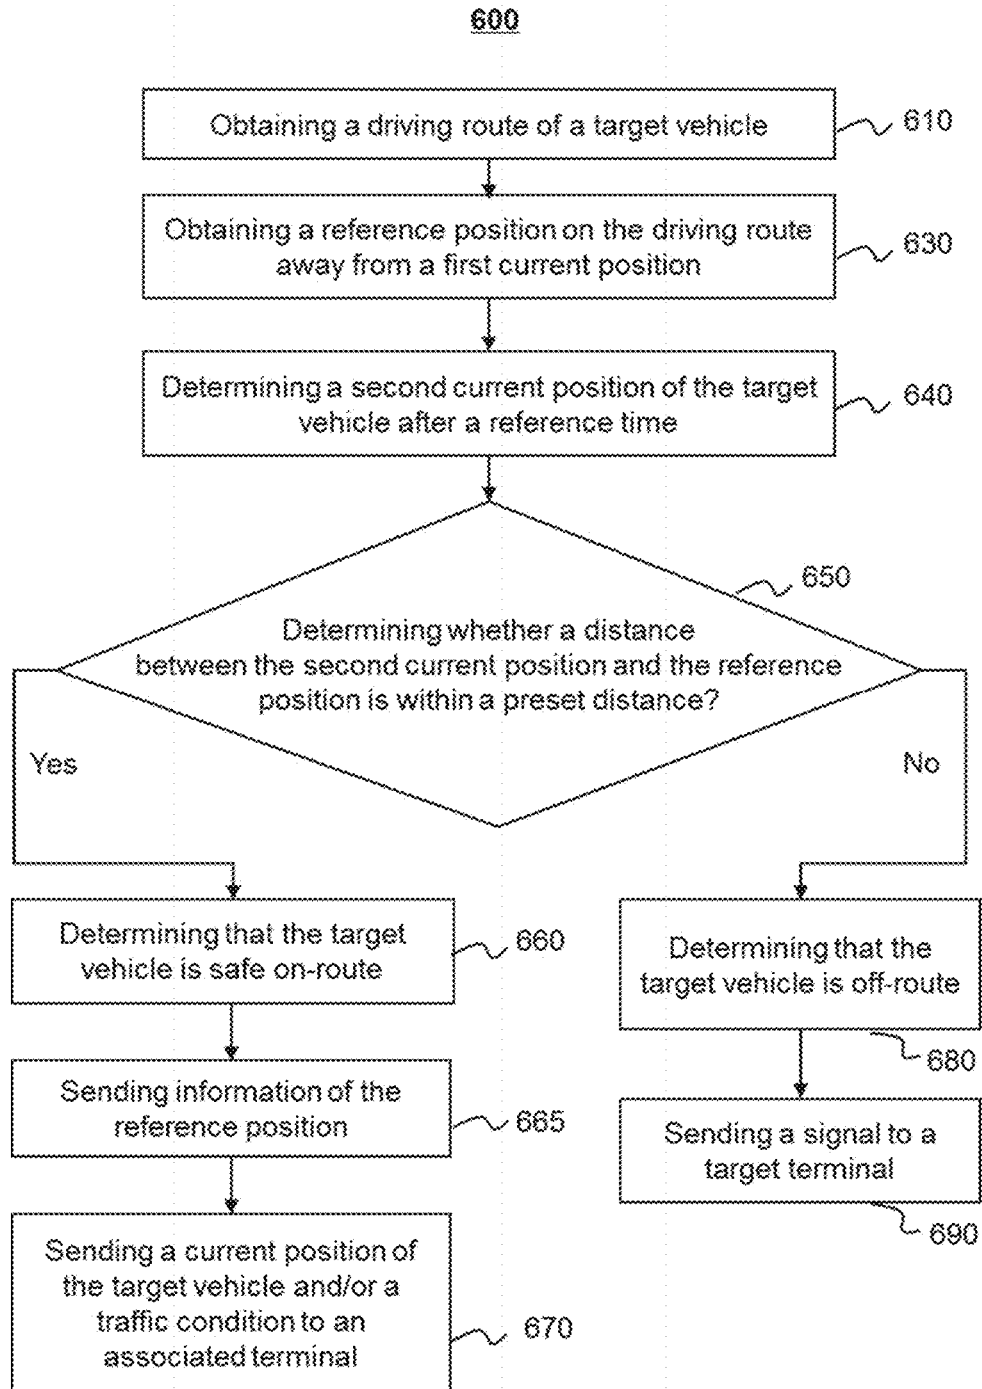 600
Obtaining a driving route of a target vehicle
610
Obtaining a reference position on the driving route
away from a first current position
630
Determining a second current position of the target
vehicle after a reference time
640
650
Determining whether a distance
between the second current position and the reference
position is within a preset distance?
Yes
No
Determining that the target
vehicle is safe on-route
660
Determining that the
target vehicle is off-route
680
Sending information of the
reference position
665
Sending a signal to a
target terminal
690
Sending a current position of
the target vehicle and/or a
traffic condition to an
associated terminal
670